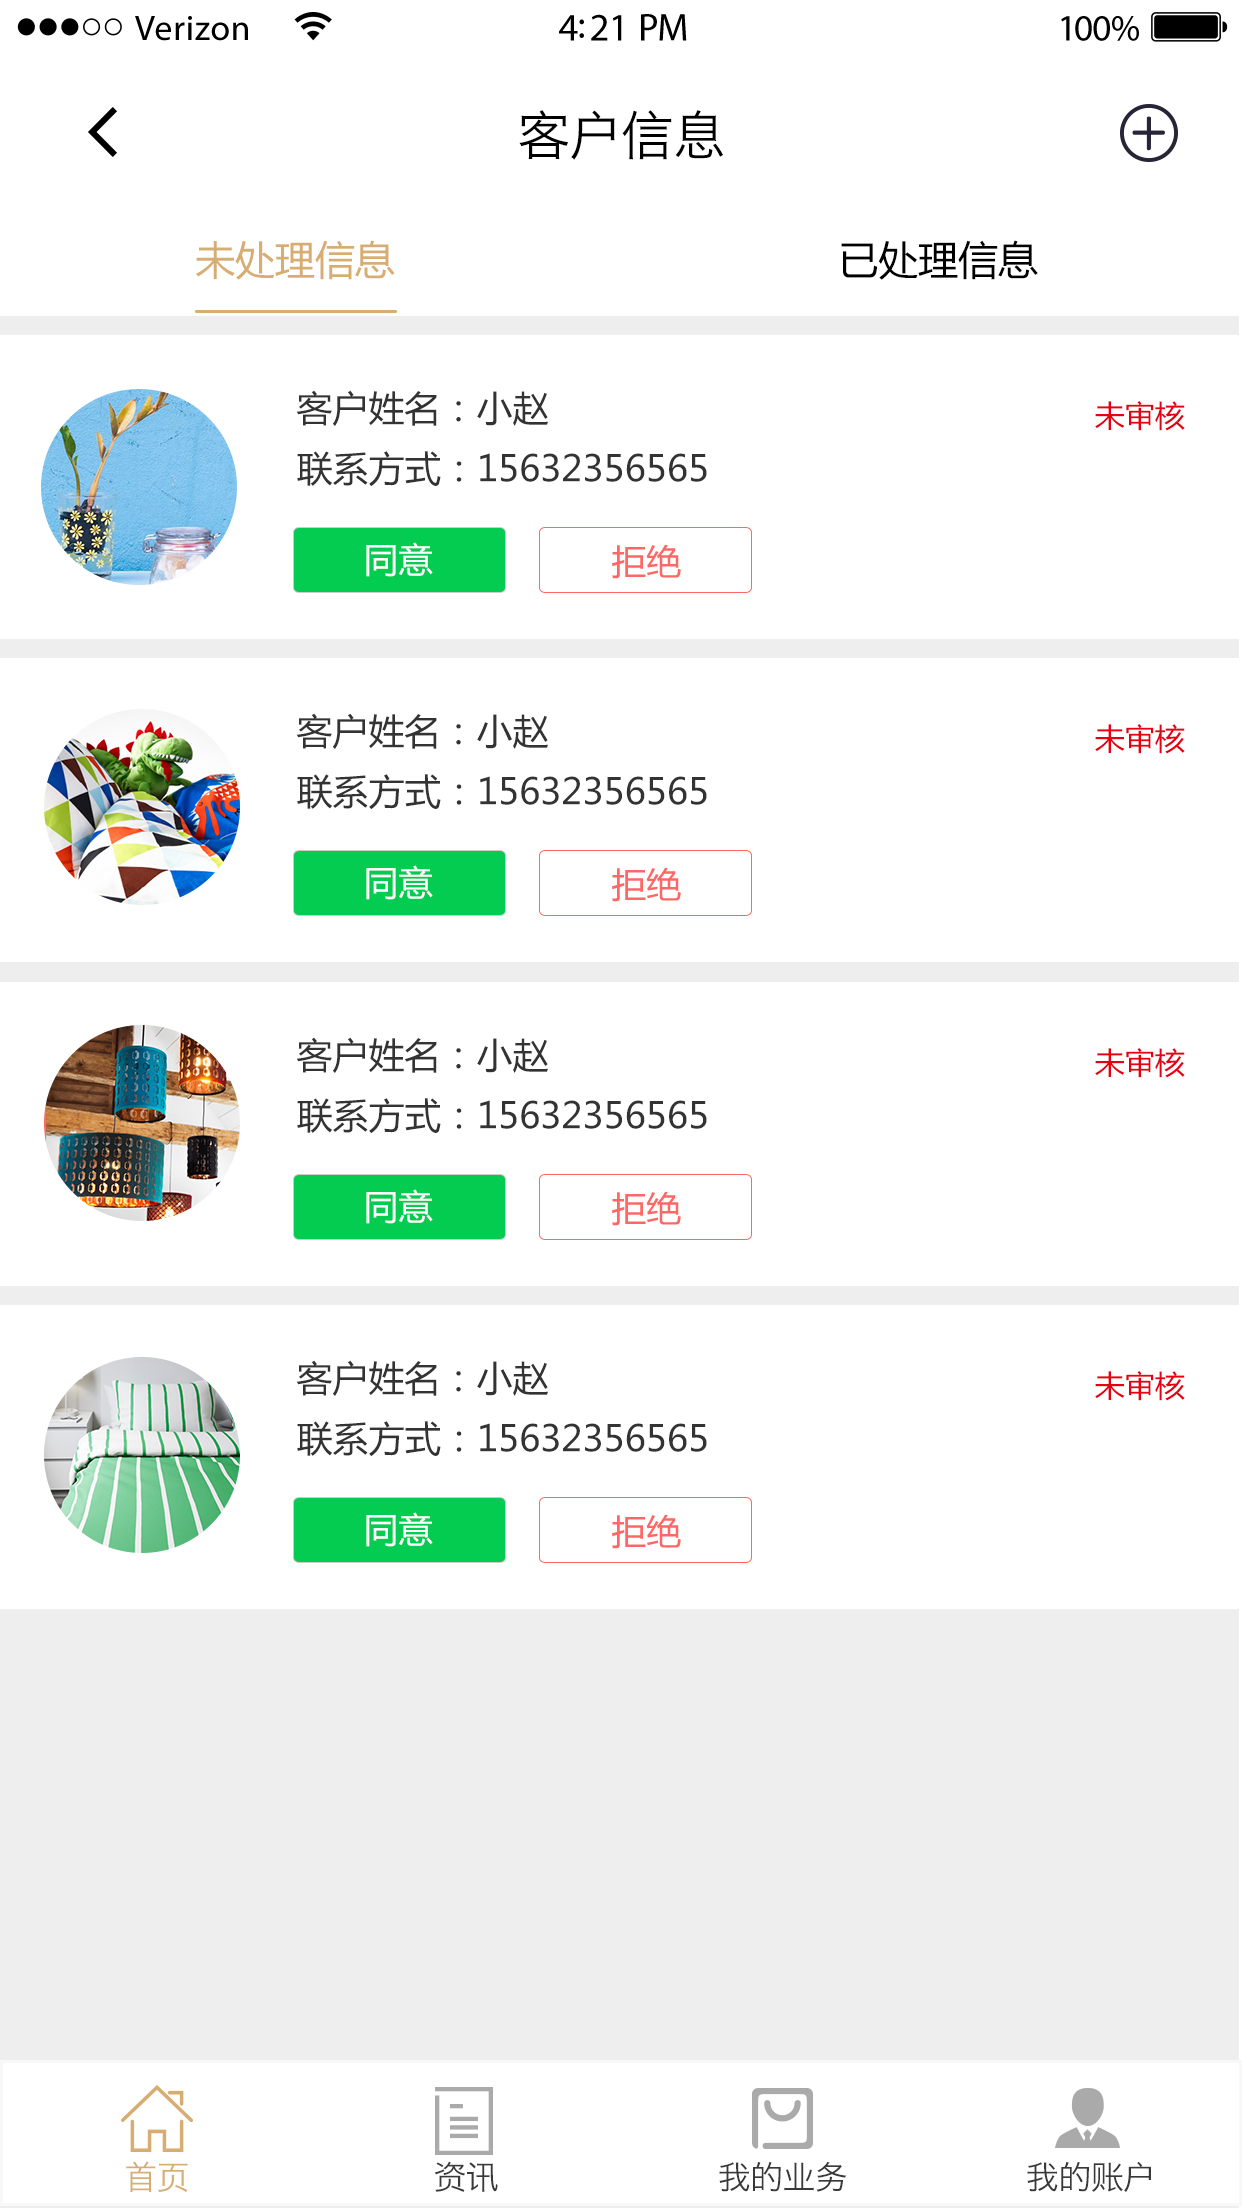 Verizon 4:21 PM 100%
客户信息
未处理信息 已处理信息
客户姓名：小赵 未审核
联系方式：15632356565
同意 拒绝
客户姓名：小赵 未审核
联系方式：15632356565
同意 拒绝
客户姓名：小赵 未审核
联系方式：15632356565
同意 拒绝
客户姓名：小赵 未审核
联系方式：15632356565
同意 拒绝
首页 资讯 我的业务 我的账户